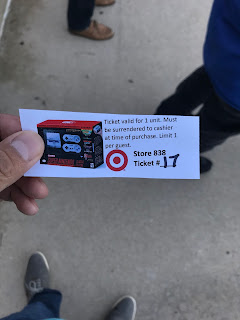 Ticket valid for 1 unit. Must
be surrendered to cashier
at time of purchase. Limit 1
per guest.
Store 838
Ticket # 17